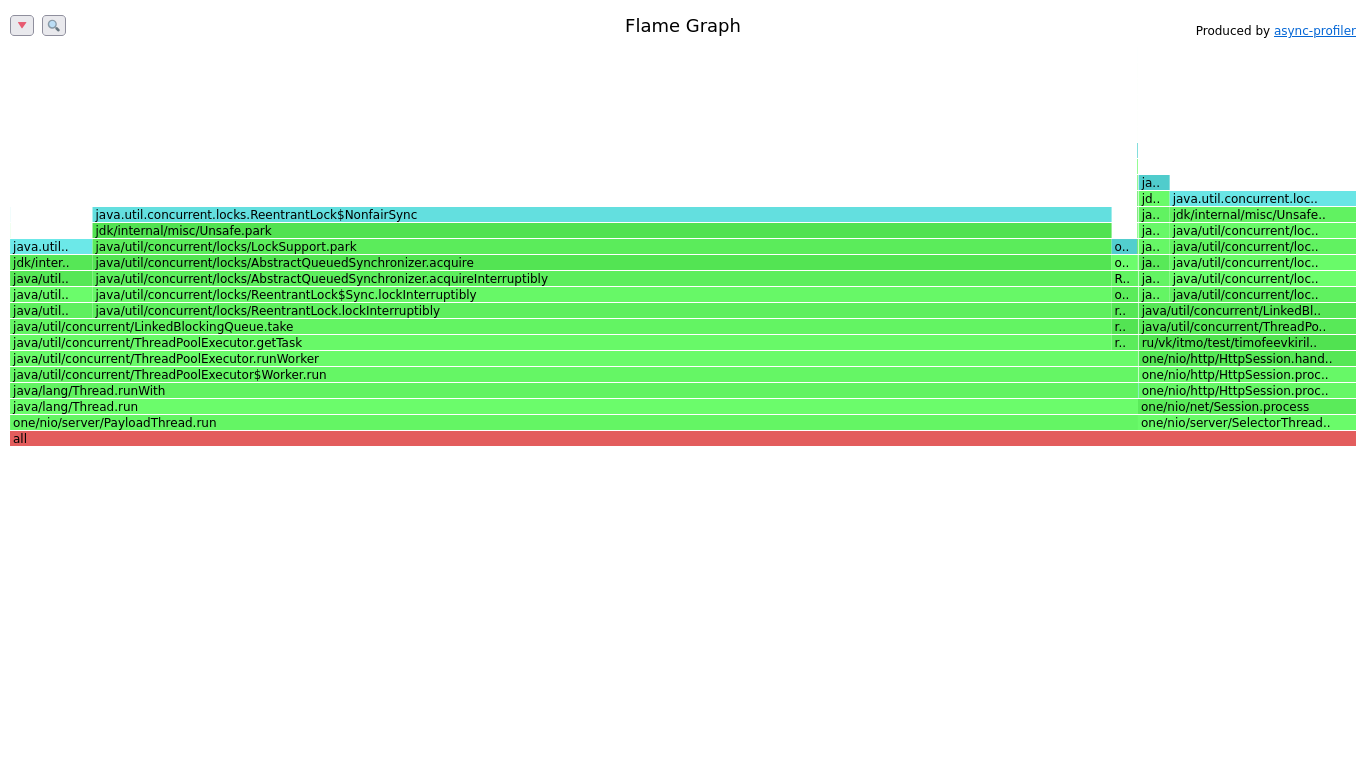 Flame Graph
Produced by async-profiler
ja..
jd.. java.util.concurrent.loc..
java.util.concurrent.locks.ReentrantLock$NonfairSync ja.. jdk/internal/misc/Unsafe..
jdk/internal/misc/Unsafe.park ja.. java/util/concurrent/loc..
java.util.. java/util/concurrent/locks/LockSupport.park o.. ja.. java/util/concurrent/loc..
jdk/inter.. java/util/concurrent/locks/AbstractQueuedSynchronizer.acquire o.. ja.. java/util/concurrent/loc..
java/util.. java/util/concurrent/locks/AbstractQueuedSynchronizer.acquireInterruptibly R.. ja.. java/util/concurrent/loc..
java/util.. java/util/concurrent/locks/ReentrantLock$Sync.lockInterruptibly o.. ja.. java/util/concurrent/loc..
java/util.. java/util/concurrent/locks/ReentrantLock.lockInterruptibly r.. java/util/concurrent/LinkedBl..
java/util/concurrent/LinkedBlockingQueue.take r.. java/util/concurrent/ThreadPo..
java/util/concurrent/ThreadPoolExecutor.getTask r.. ru/vk/itmo/test/timofeevkiril..
java/util/concurrent/ThreadPoolExecutor.runWorker one/nio/http/HttpSession.hand..
java/util/concurrent/ThreadPoolExecutor$Worker.run one/nio/http/HttpSession.proc..
java/lang/Thread.runWith one/nio/http/HttpSession.proc..
java/lang/Thread.run one/nio/net/Session.process
one/nio/server/PayloadThread.run one/nio/server/SelectorThread..
all